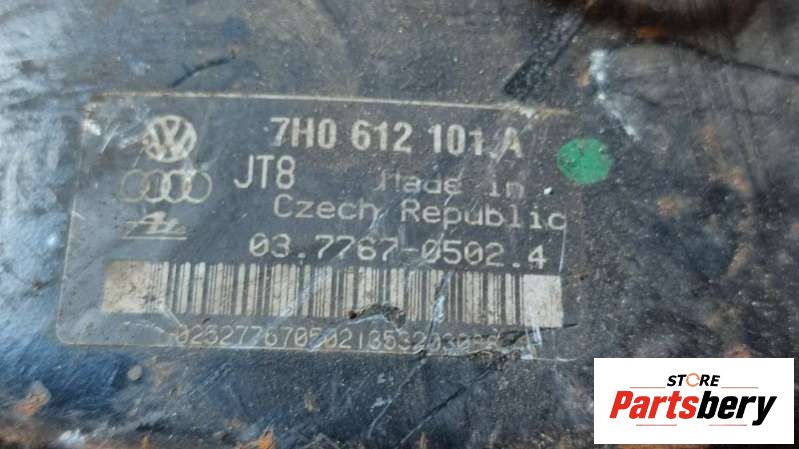 7H0 612 101 A
JT8 Made in
Czech Republic
03.7767-0502.4
STORE
Partsbery